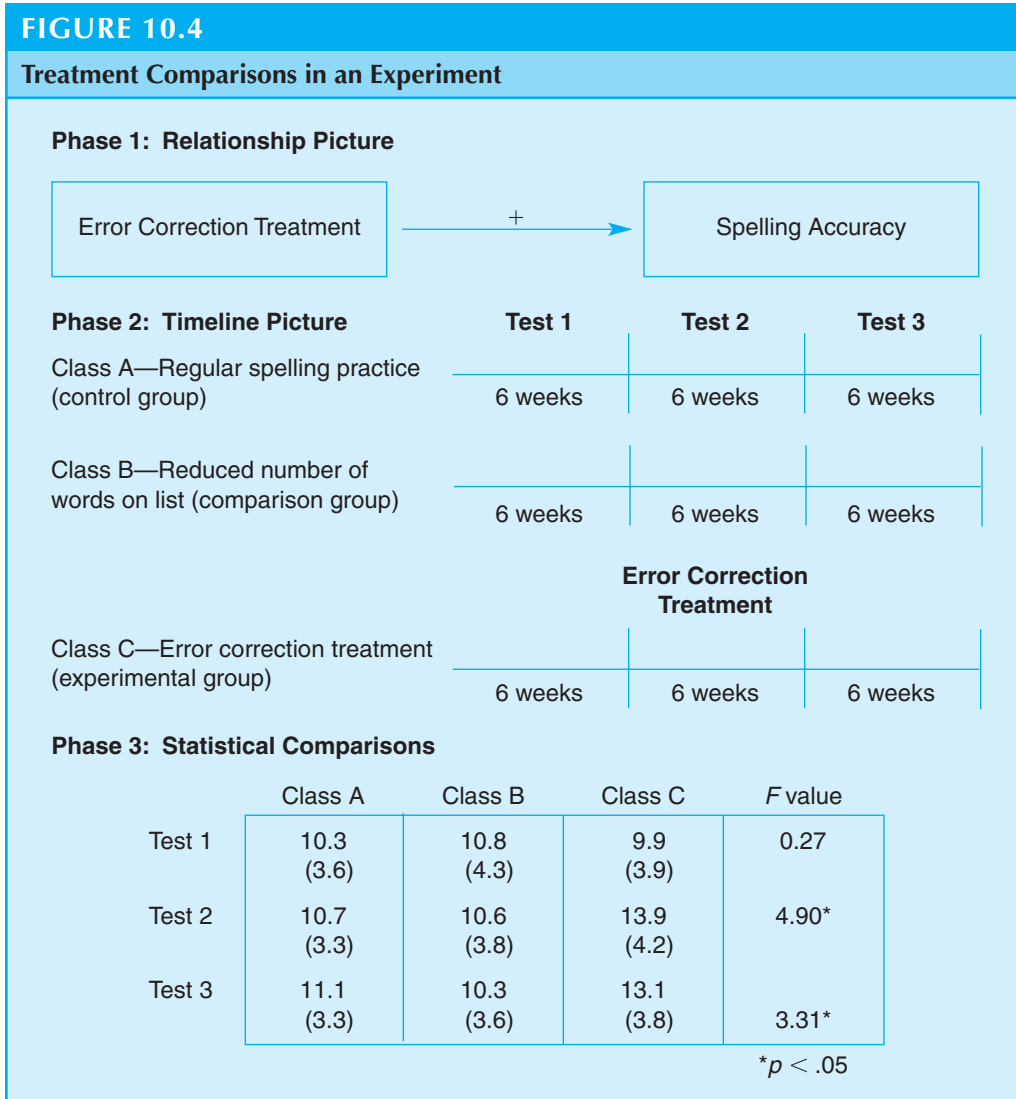 FIGURE 10.4
Treatment Comparisons in an Experiment
Phase 1: Relationship Picture
Error Correction Treatment
+
Spelling Accuracy
Phase 2: Timeline Picture Test 1 Test 2 Test 3
Class A—Regular spelling practice
(control group)
6 weeks 6 weeks 6 weeks
Class B—Reduced number of
words on list (comparison group)
6 weeks 6 weeks 6 weeks
Error Correction
Treatment
Class C—Error correction treatment
(experimental group)
6 weeks 6 weeks 6 weeks
Phase 3: Statistical Comparisons
Class A Class B Class C F value
Test 1 10.3 10.8 9.9 0.27
(3.6) (4.3) (3.9)
Test 2 10.7 10.6 13.9 4.90*
(3.3) (3.8) (4.2)
Test 3 11.1 10.3 13.1
(3.3) (3.6) (3.8) 3.31*
*p < .05